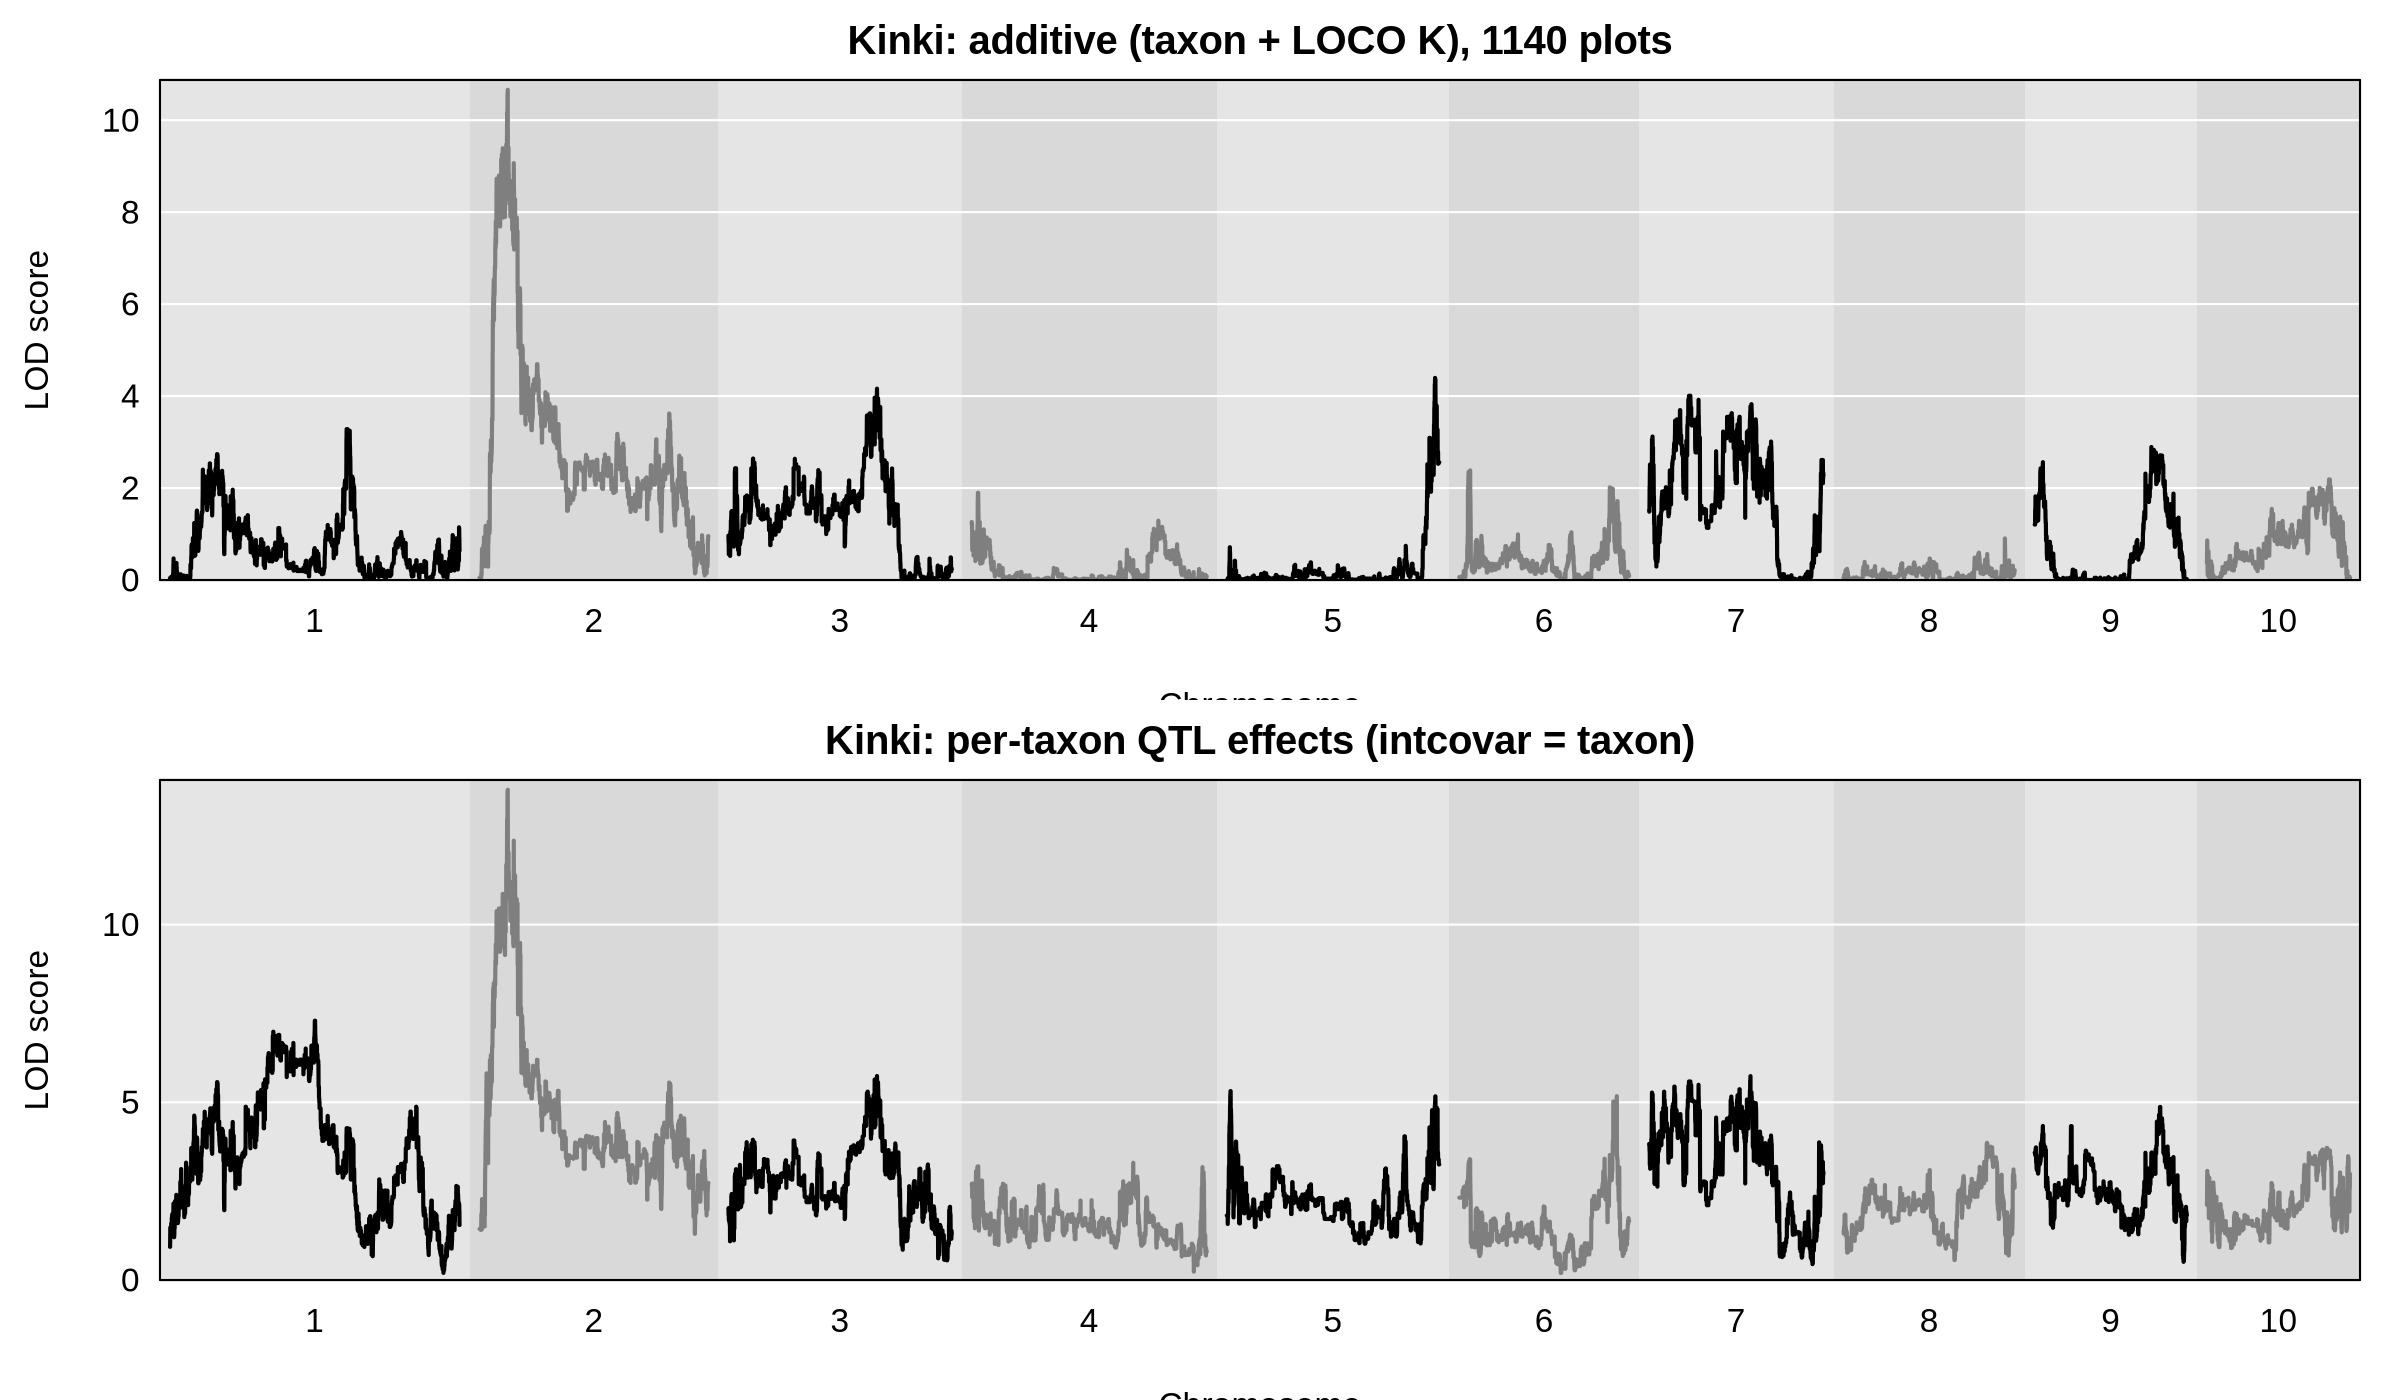 Kinki: additive (taxon + LOCO K), 1140 plots
LOD score
10
8
6
4
2
0
1 2 3 4 5 6 7 8 9 10
Chromosome
Kinki: per-taxon QTL effects (intcovar = taxon)
LOD score
10
5
0
1 2 3 4 5 6 7 8 9 10
Chromosome